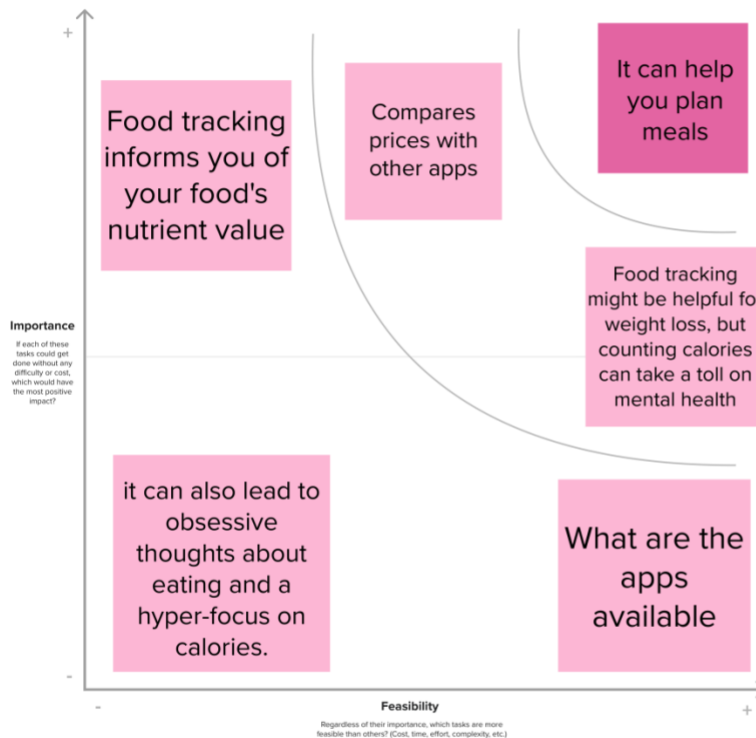 +
Food tracking
informs you of
your food's
nutrient value
Compares
prices with
other apps
It can help
you plan
meals
Food tracking
might be helpful fo
weight loss, but
counting calories
can take a toll on
mental health
Importance
If each of these
tasks could get
done without any
difficulty or cost,
which would have
the most positive
impact?
it can also lead to
obsessive
thoughts about
eating and a
hyper-focus on
calories.
What are the
apps
available
-
-
Feasibility
+
Regardless of their importance, which tasks are more
feasible than others? (Cost, time, effort, complexity, etc.)